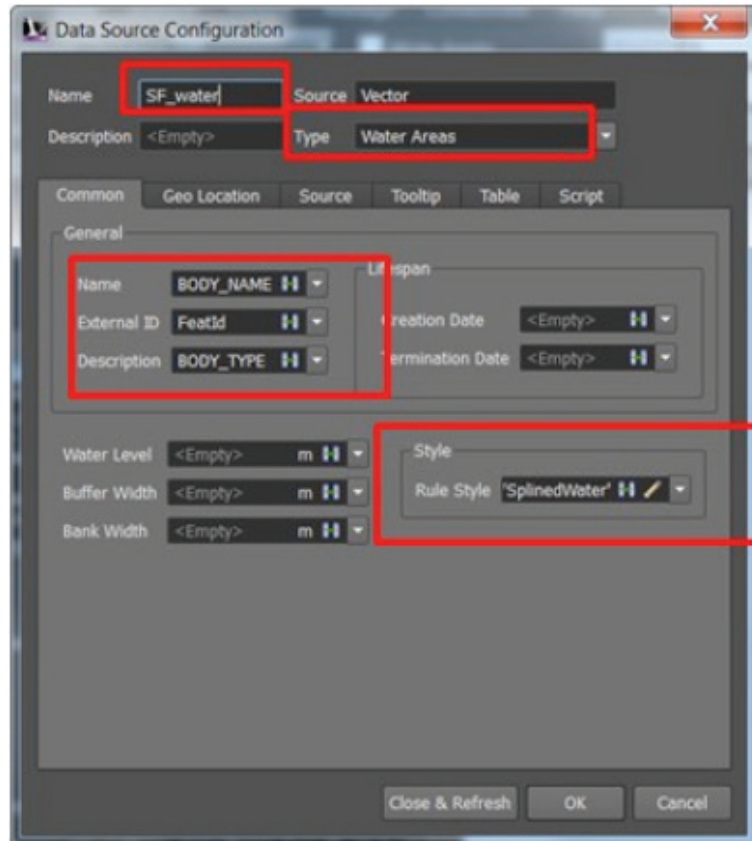 Data Source Configuration
Name SF_water Source Vector
Description <Empty> Type Water Areas
Common Geo Location Source Tooltip Table Script
General
Name BODY_NAME
External ID FeatId
Description BODY_TYPE
Lifespan
Creation Date <Empty>
Termination Date <Empty>
Water Level <Empty> m
Buffer Width <Empty> m
Bank Width <Empty> m
Style
Rule Style 'SplinedWater'
Close & Refresh OK Cancel